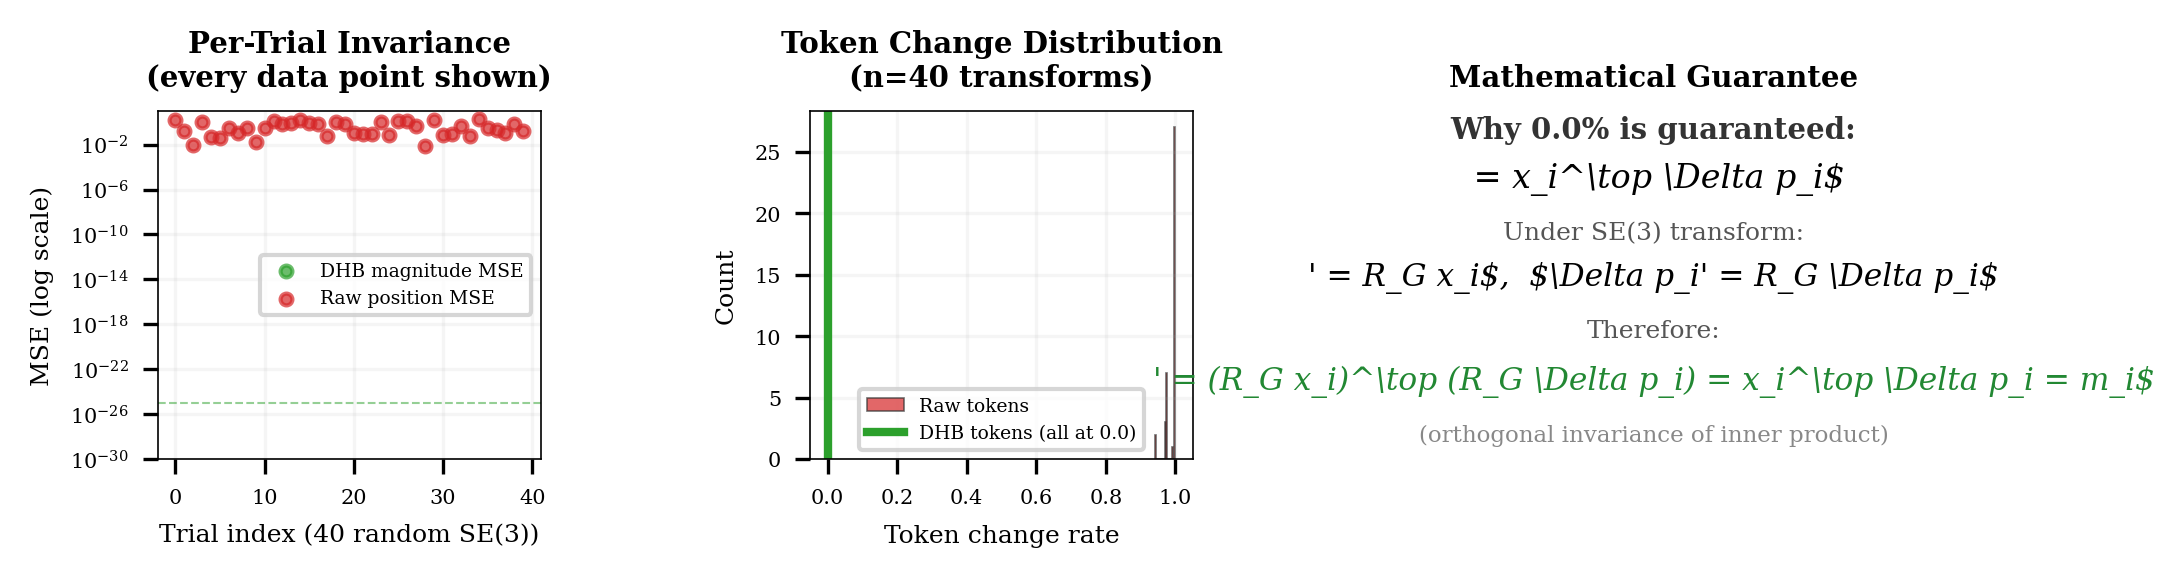 Per-Trial Invariance
(every data point shown)
MSE (log scale)
10^-2
10^-6
10^-10
10^-14
10^-18
10^-22
10^-26
10^-30
DHB magnitude MSE
Raw position MSE
0 10 20 30 40
Trial index (40 random SE(3))
Token Change Distribution
(n=40 transforms)
Count
25
20
15
10
5
0
Raw tokens
DHB tokens (all at 0.0)
0.0 0.2 0.4 0.6 0.8 1.0
Token change rate
Mathematical Guarantee
Why 0.0% is guaranteed:
= x_i^\top \Delta p_i$
Under SE(3) transform:
' = R_G x_i$, $\Delta p_i' = R_G \Delta p_i$
Therefore:
' = (R_G x_i)^\top (R_G \Delta p_i) = x_i^\top \Delta p_i = m_i$
(orthogonal invariance of inner product)